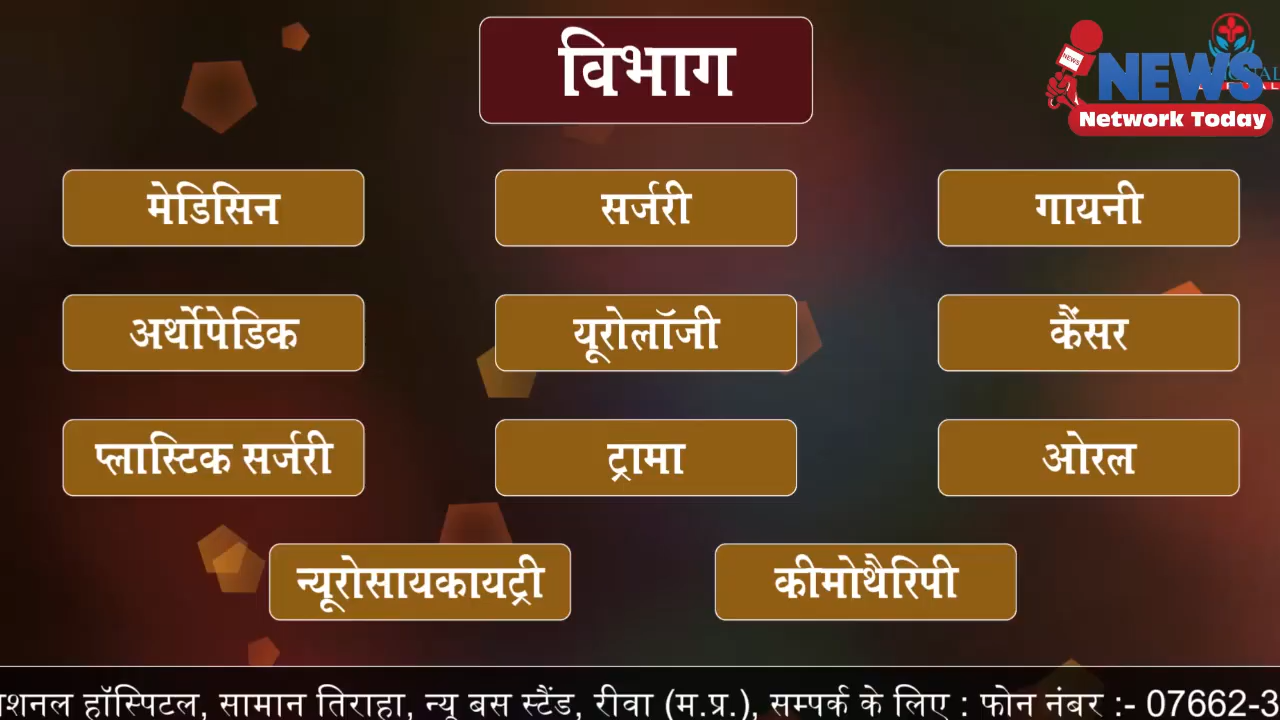 विभाग
NEWS
NEWS
Network Today
मेडिसिन
सर्जरी
गायनी
अर्थोपेडिक
यूरोलॉजी
कैंसर
प्लास्टिक सर्जरी
ट्रामा
ओरल
न्यूरोसायकायट्री
कीमोथैरिपी
शनल हॉस्पिटल, सामान तिराहा, न्यू बस स्टैंड, रीवा (म.प्र.), सम्पर्क के लिए : फोन नंबर :- 07662-3